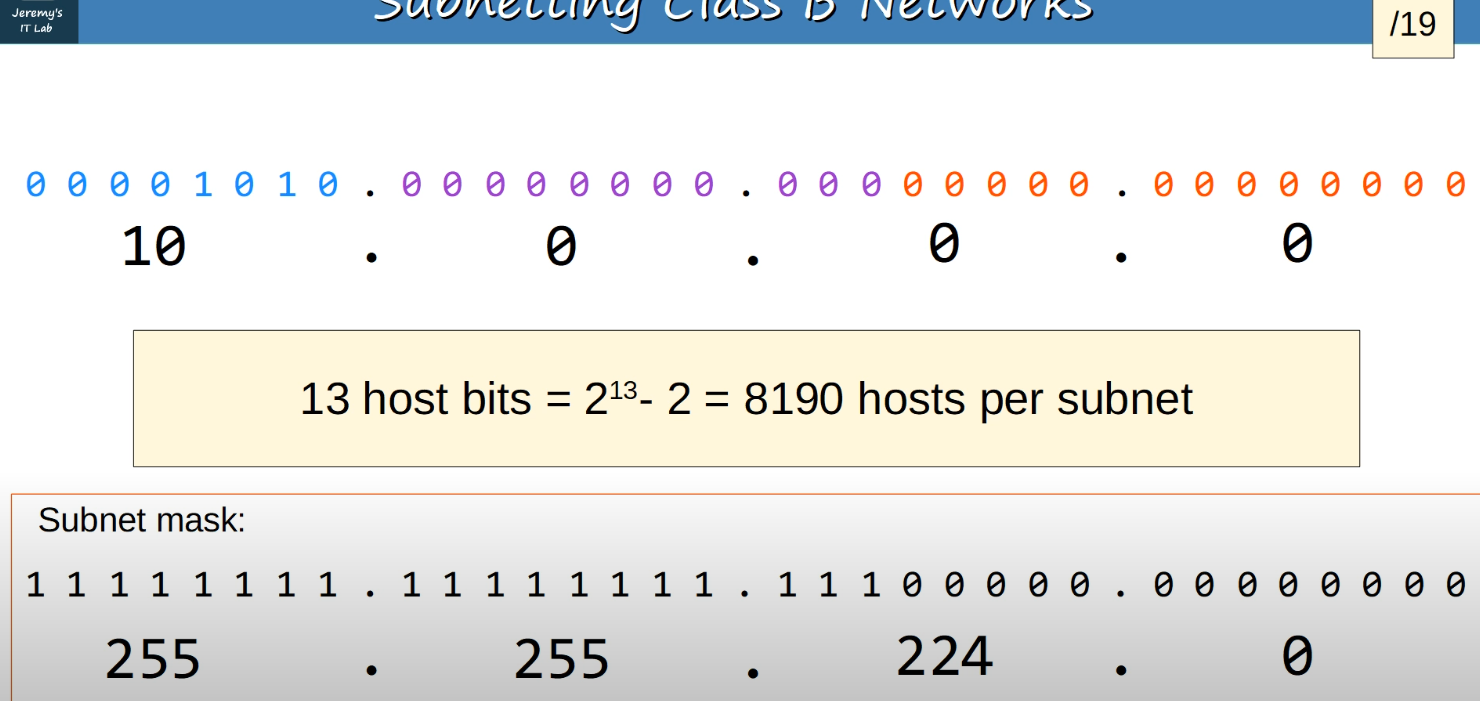 Jeremy's
IT Lab
Subnetting Class B Networks
/19
0 0 0 0 1 0 1 0 . 0 0 0 0 0 0 0 0 . 0 0 0 0 0 0 0 0 . 0 0 0 0 0 0 0 0
10 . 0 . 0 . 0
13 host bits = 2¹³- 2 = 8190 hosts per subnet
Subnet mask:
1 1 1 1 1 1 1 1 . 1 1 1 1 1 1 1 1 . 1 1 1 0 0 0 0 0 . 0 0 0 0 0 0 0 0
255 . 255 . 224 . 0